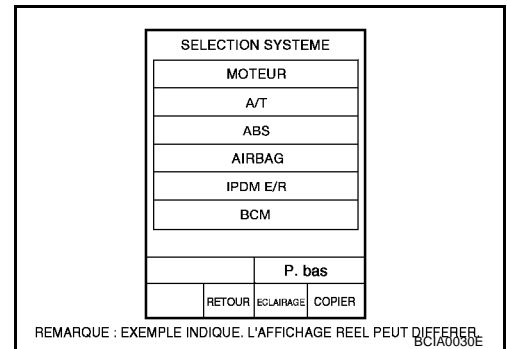 SELECTION SYSTEME
MOTEUR
A/T
ABS
AIRBAG
IPDM E/R
BCM
P. bas
RETOUR ECLAIRAGE COPIER
REMARQUE : EXEMPLE INDIQUE. L'AFFICHAGE REEL PEUT DIFFERER.
BCIA0030E